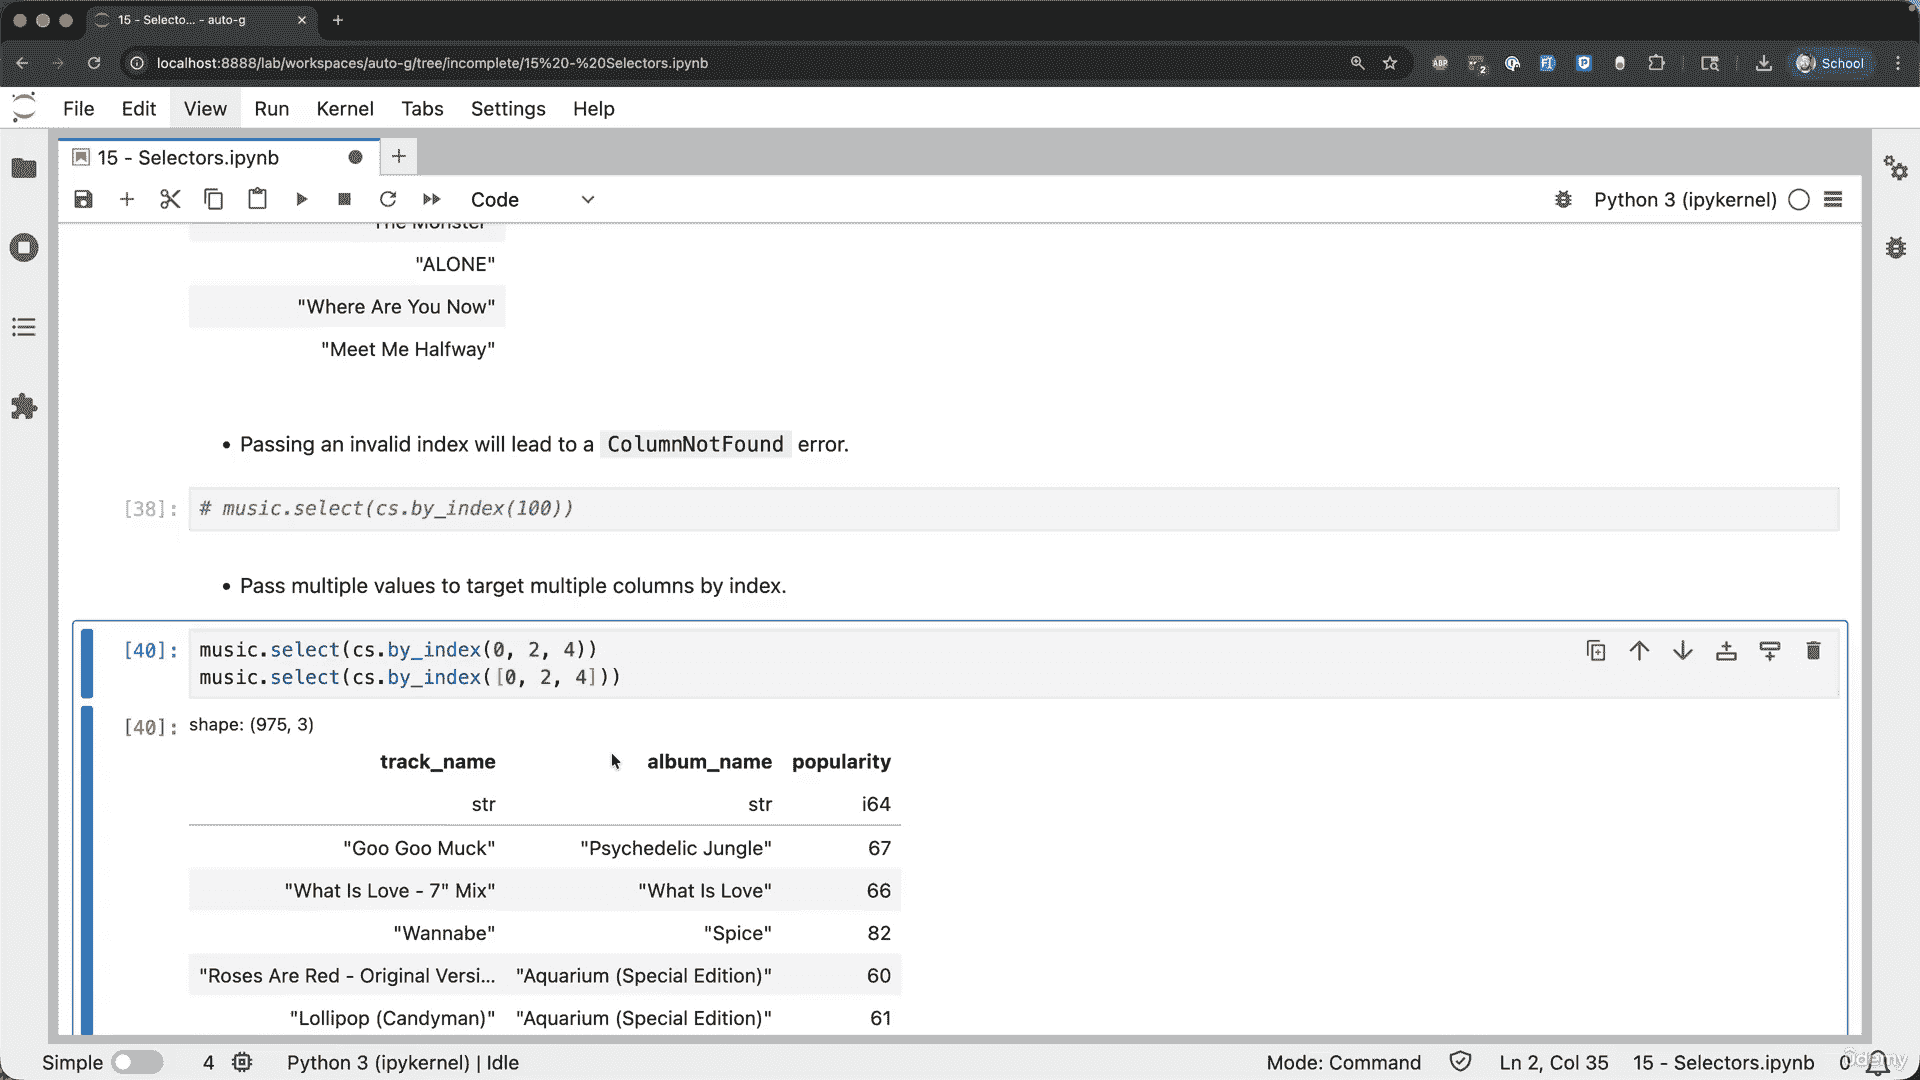 15 - Selecto... - auto-g
localhost:8888/lab/workspaces/auto-g/tree/incomplete/15%20-%20Selectors.ipynb
ABP
2
School
File Edit View Run Kernel Tabs Settings Help
15 - Selectors.ipynb
Code
Python 3 (ipykernel)
"The Monster"
"ALONE"
"Where Are You Now"
"Meet Me Halfway"
• Passing an invalid index will lead to a ColumnNotFound error.
[38]: # music.select(cs.by_index(100))
• Pass multiple values to target multiple columns by index.
[40]: music.select(cs.by_index(0, 2, 4))
music.select(cs.by_index([0, 2, 4]))
[40]: shape: (975, 3)
track_name album_name popularity
str str i64
"Goo Goo Muck" "Psychedelic Jungle" 67
"What Is Love - 7" Mix" "What Is Love" 66
"Wannabe" "Spice" 82
"Roses Are Red - Original Versi... "Aquarium (Special Edition)" 60
"Lollipop (Candyman)" "Aquarium (Special Edition)" 61
Simple 4 Python 3 (ipykernel) | Idle Mode: Command Ln 2, Col 35 15 - Selectors.ipynb 0
Udemy